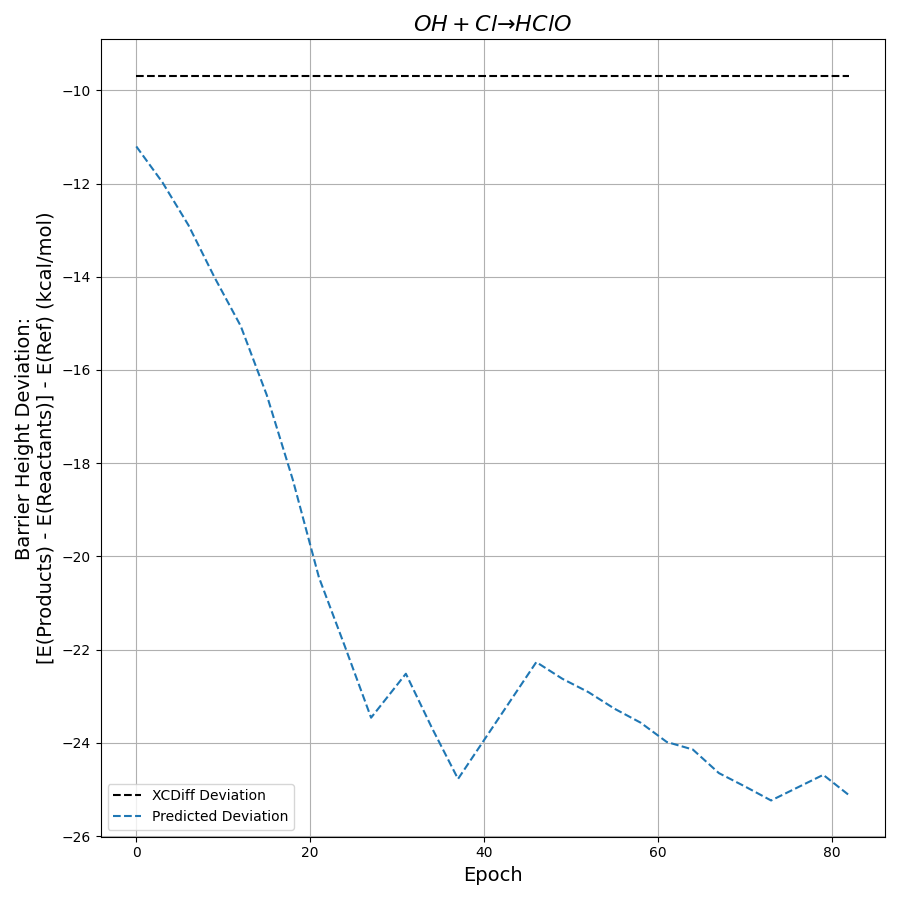 OH + Cl→HClO
Barrier Height Deviation:
[E(Products) - E(Reactants)] - E(Ref) (kcal/mol)
−10
−12
−14
−16
−18
−20
−22
−24
−26
XCDiff Deviation
Predicted Deviation
0 20 40 60 80
Epoch